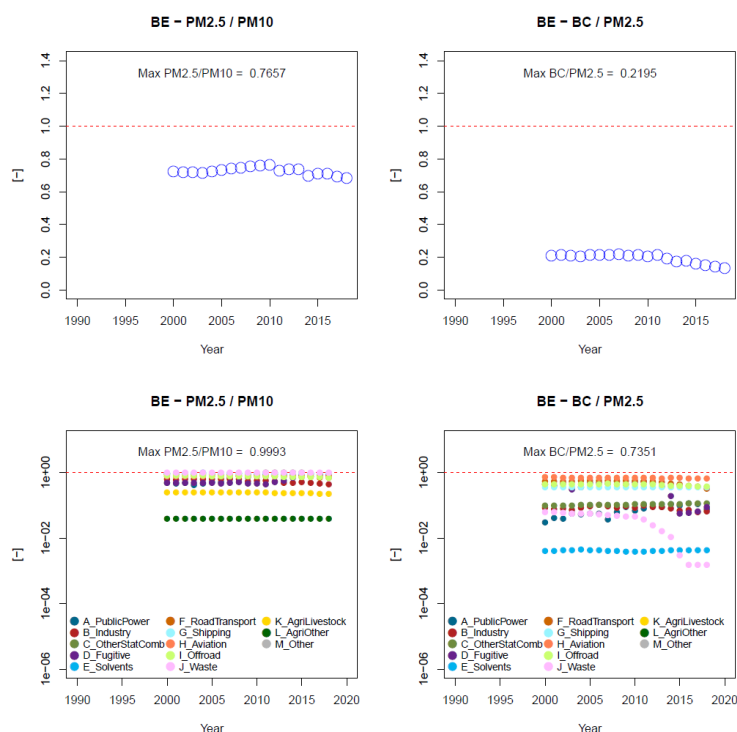 BE − PM2.5 / PM10
Max PM2.5/PM10 = 0.7657
[−]
0.0 0.2 0.4 0.6 0.8 1.0 1.2 1.4
1990 1995 2000 2005 2010 2015
Year
BE − BC / PM2.5
Max BC/PM2.5 = 0.2195
[−]
0.0 0.2 0.4 0.6 0.8 1.0 1.2 1.4
1990 1995 2000 2005 2010 2015
Year
BE − PM2.5 / PM10
Max PM2.5/PM10 = 0.9993
[−]
1e−06 1e−04 1e−02 1e+00
A_PublicPower F_RoadTransport K_AgriLivestock
B_Industry G_Shipping L_AgriOther
C_OtherStatComb H_Aviation M_Other
D_Fugitive I_Offroad
E_Solvents J_Waste
1990 1995 2000 2005 2010 2015 2020
Year
BE − BC / PM2.5
Max BC/PM2.5 = 0.7351
[−]
1e−06 1e−04 1e−02 1e+00
A_PublicPower F_RoadTransport K_AgriLivestock
B_Industry G_Shipping L_AgriOther
C_OtherStatComb H_Aviation M_Other
D_Fugitive I_Offroad
E_Solvents J_Waste
1990 1995 2000 2005 2010 2015 2020
Year